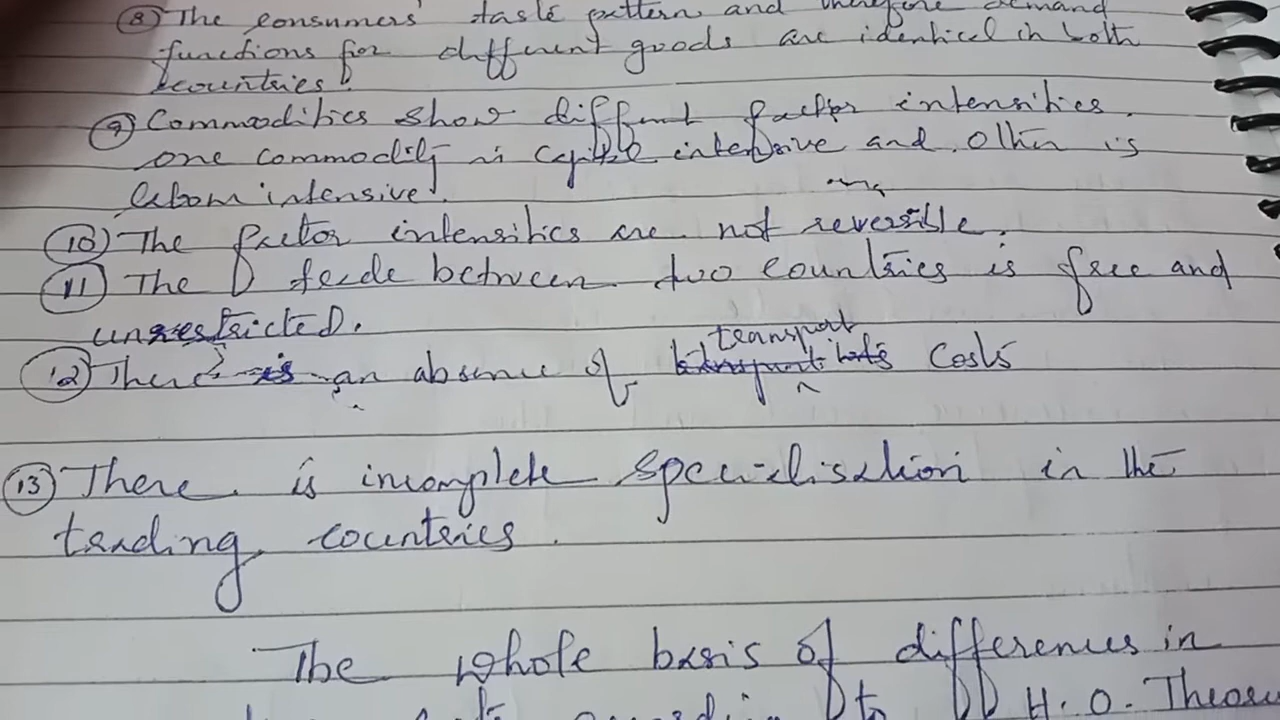 (8) The consumers' taste pattern and therefore demand
functions for different goods are identical in both
countries.
(9) Commodities show different factor intensities.
one commodity is capital intensive and other is
labour intensive.
(10) The factor intensities are not reversible.
(11) The trade between two countries is free and
unrestricted.
(12) There is an absence of transport costs
(13) There is incomplete specialisation in the
trading countries.
The whole basis of differences in
to H. O. Theory